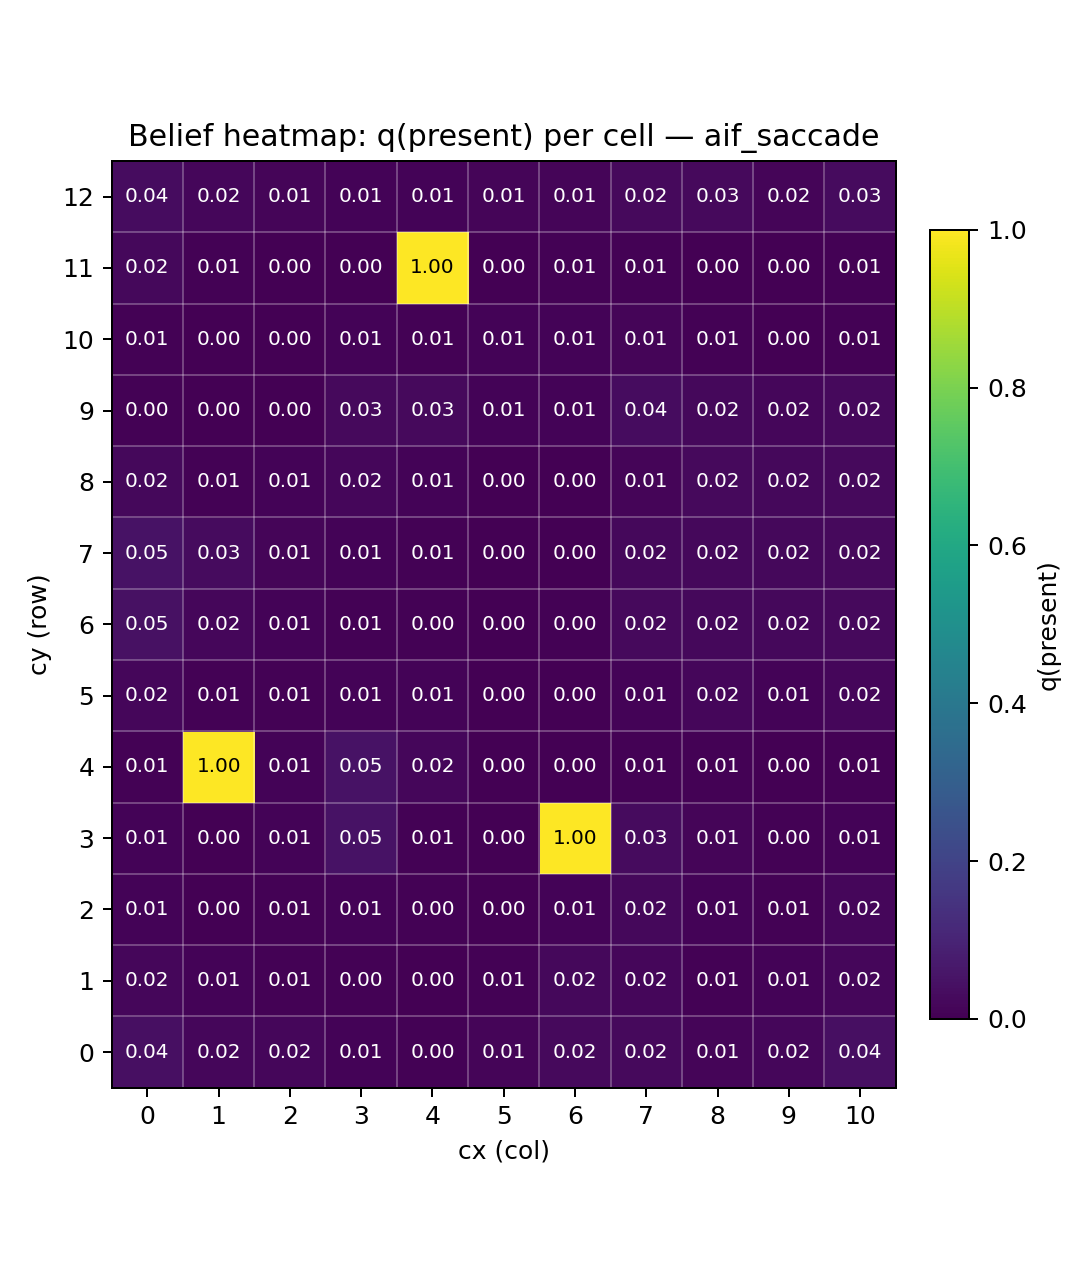 Belief heatmap: q(present) per cell — aif_saccade
12 0.04 0.02 0.01 0.01 0.01 0.01 0.01 0.02 0.03 0.02 0.03
11 0.02 0.01 0.00 0.00 1.00 0.00 0.01 0.01 0.00 0.00 0.01
10 0.01 0.00 0.00 0.01 0.01 0.01 0.01 0.01 0.01 0.00 0.01
9 0.00 0.00 0.00 0.03 0.03 0.01 0.01 0.04 0.02 0.02 0.02
8 0.02 0.01 0.01 0.02 0.01 0.00 0.00 0.01 0.02 0.02 0.02
7 0.05 0.03 0.01 0.01 0.01 0.00 0.00 0.02 0.02 0.02 0.02
6 0.05 0.02 0.01 0.01 0.00 0.00 0.00 0.02 0.02 0.02 0.02
5 0.02 0.01 0.01 0.01 0.01 0.00 0.00 0.01 0.02 0.01 0.02
4 0.01 1.00 0.01 0.05 0.02 0.00 0.00 0.01 0.01 0.00 0.01
3 0.01 0.00 0.01 0.05 0.01 0.00 1.00 0.03 0.01 0.00 0.01
2 0.01 0.00 0.01 0.01 0.00 0.00 0.01 0.02 0.01 0.01 0.02
1 0.02 0.01 0.01 0.00 0.00 0.01 0.02 0.02 0.01 0.01 0.02
0 0.04 0.02 0.02 0.01 0.00 0.01 0.02 0.02 0.01 0.02 0.04
0 1 2 3 4 5 6 7 8 9 10
cx (col)
cy (row)
1.0
0.8
0.6
0.4
0.2
0.0
q(present)